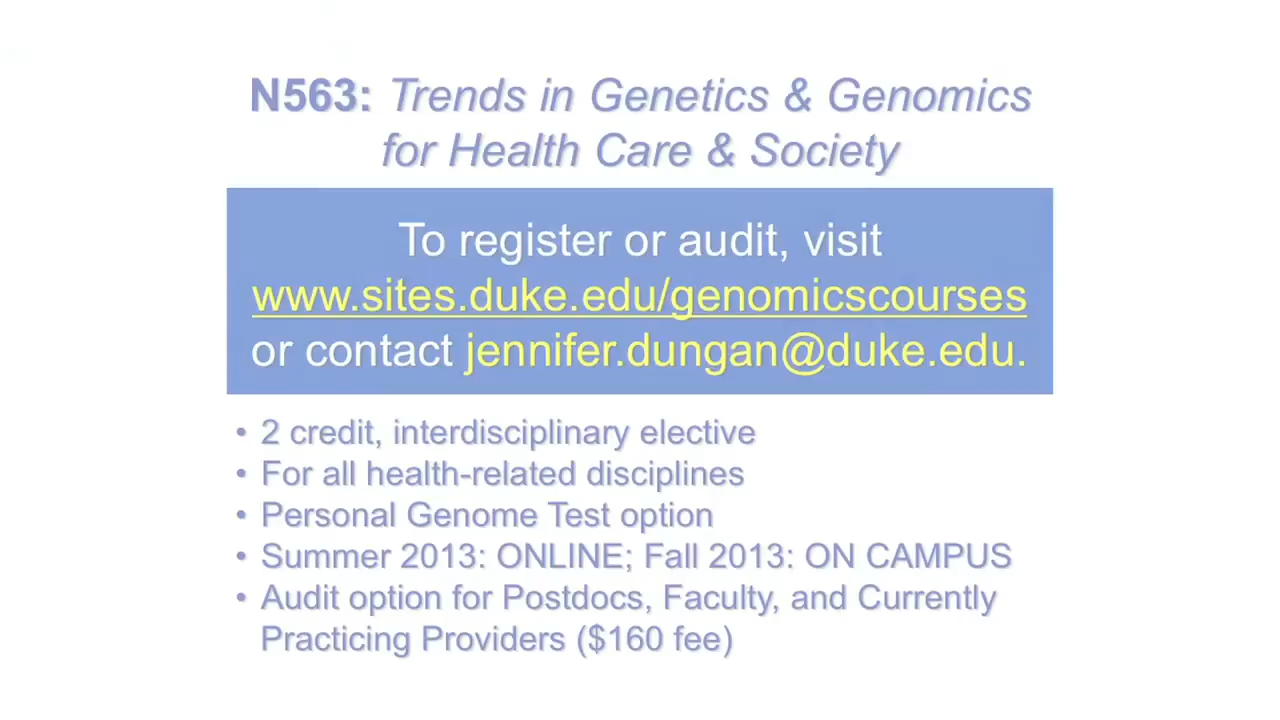 N563: Trends in Genetics & Genomics
for Health Care & Society
To register or audit, visit
www.sites.duke.edu/genomicscourses
or contact jennifer.dungan@duke.edu.
• 2 credit, interdisciplinary elective
• For all health-related disciplines
• Personal Genome Test option
• Summer 2013: ONLINE; Fall 2013: ON CAMPUS
• Audit option for Postdocs, Faculty, and Currently
Practicing Providers ($160 fee)